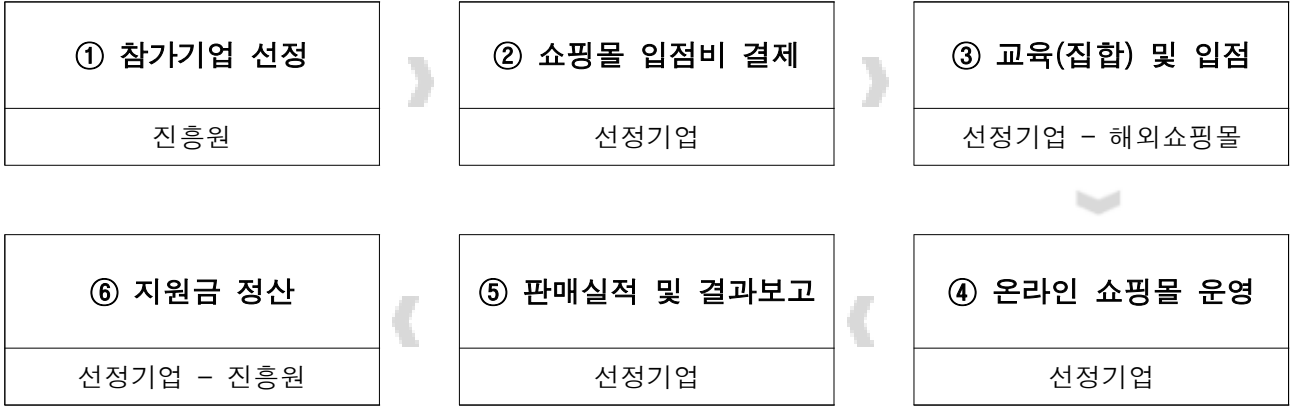 ① 참가기업 선정
진흥원
② 쇼핑몰 입점비 결제
선정기업
③ 교육(집합) 및 입점
선정기업 - 해외쇼핑몰
④ 온라인 쇼핑몰 운영
선정기업
⑤ 판매실적 및 결과보고
선정기업
⑥ 지원금 정산
선정기업 - 진흥원